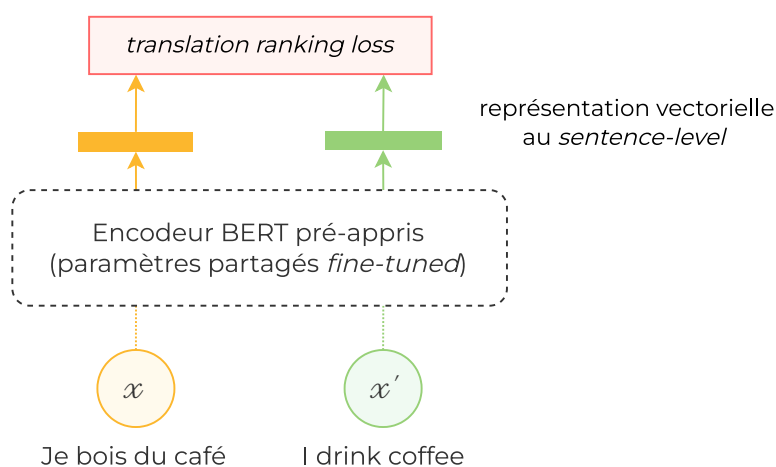 translation ranking loss
représentation vectorielle
au sentence-level
Encodeur BERT pré-appris
(paramètres partagés fine-tuned)
x
x′
Je bois du café
I drink coffee